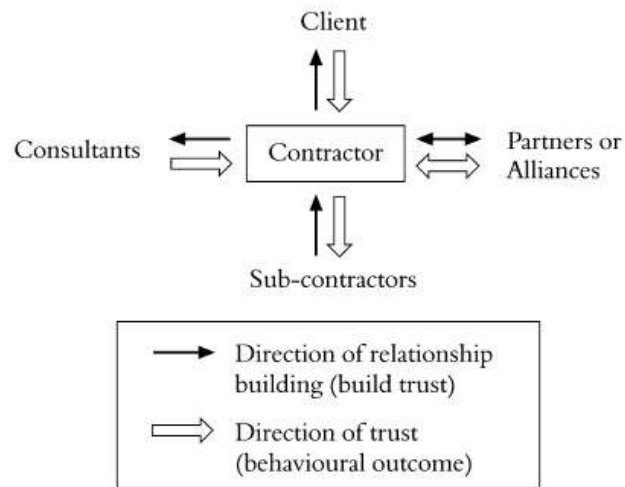 Client
Consultants
Contractor
Partners or
Alliances
Sub-contractors
Direction of relationship
building (build trust)
Direction of trust
(behavioural outcome)